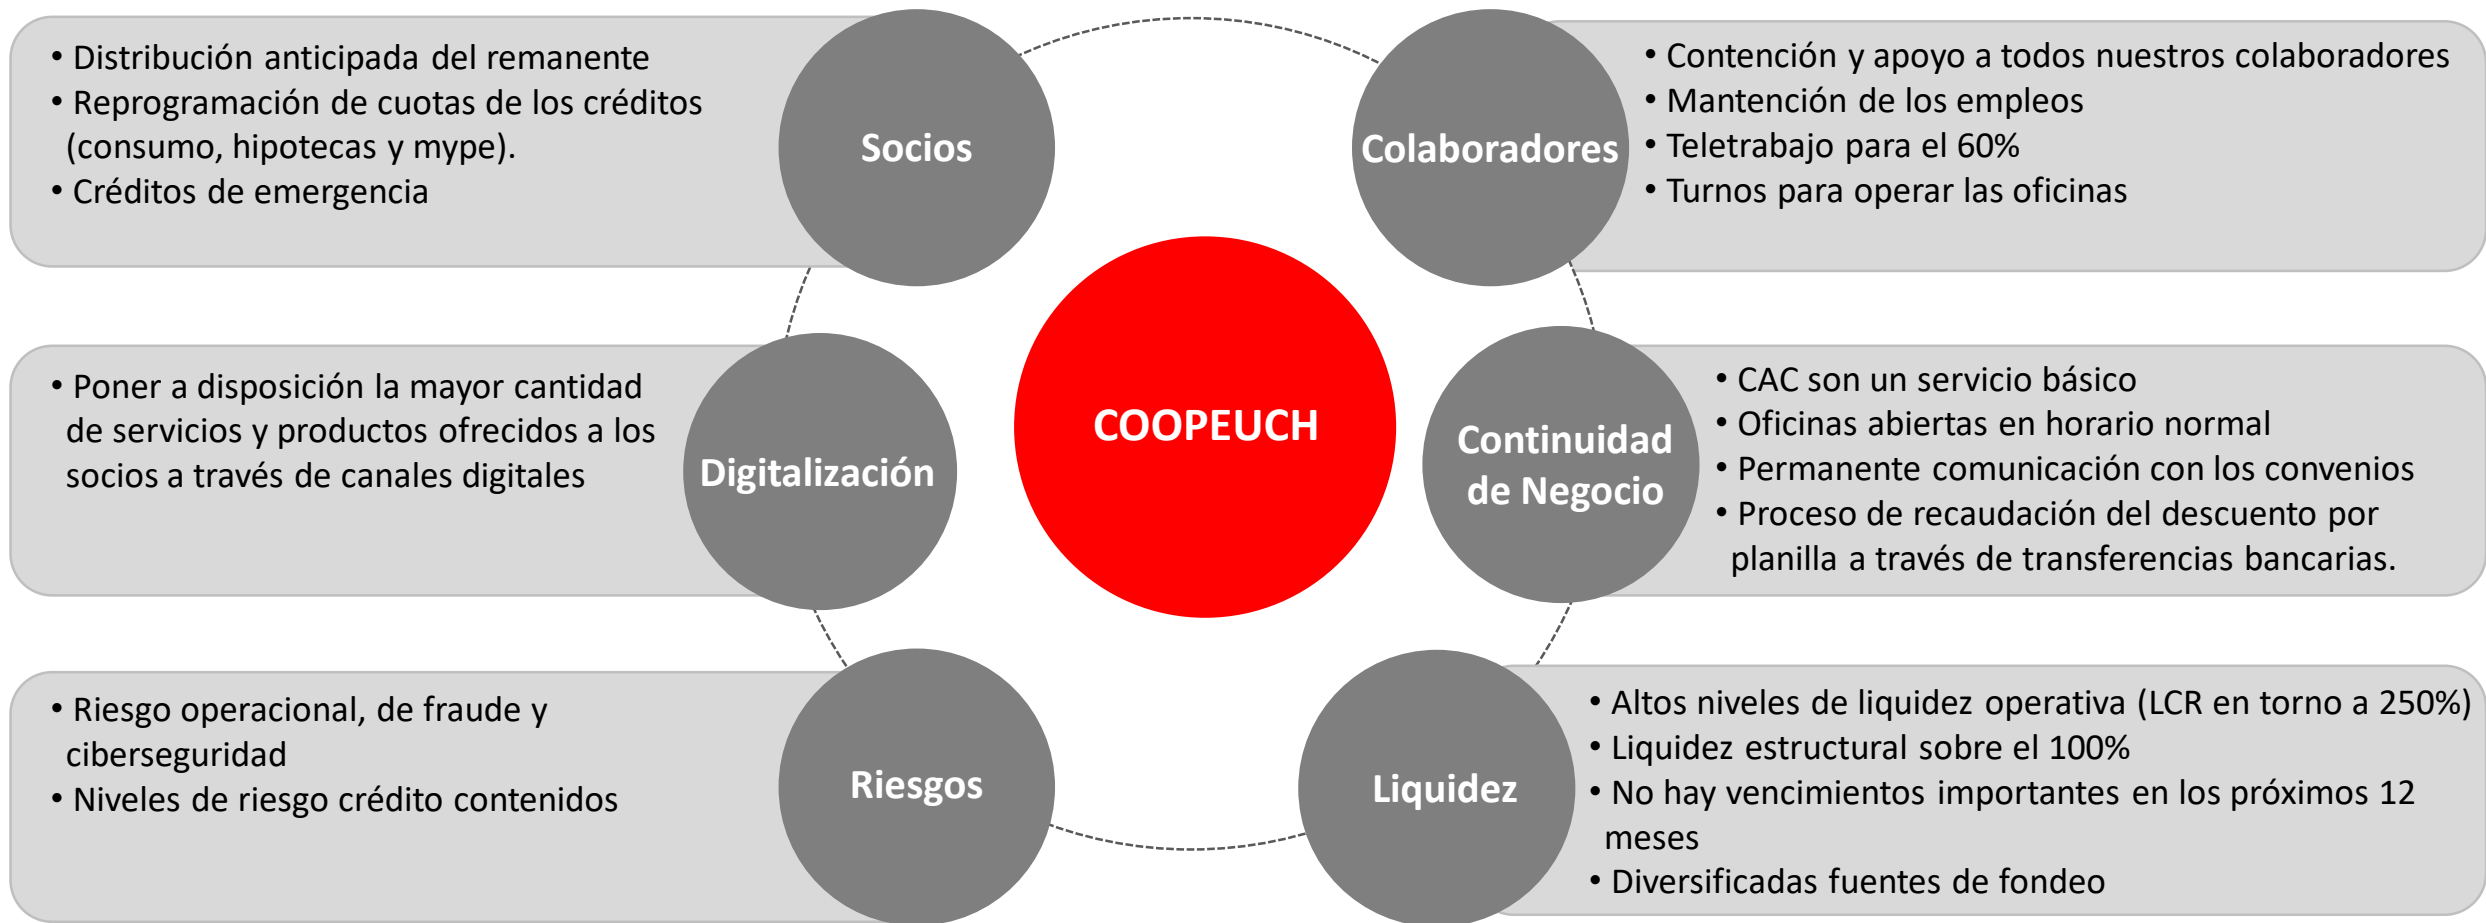 • Distribución anticipada del remanente
• Reprogramación de cuotas de los créditos
(consumo, hipotecas y mype).
• Créditos de emergencia
Socios
Colaboradores
• Contención y apoyo a todos nuestros colaboradores
• Mantención de los empleos
• Teletrabajo para el 60%
• Turnos para operar las oficinas
• Poner a disposición la mayor cantidad
de servicios y productos ofrecidos a los
socios a través de canales digitales
Digitalización
COOPEUCH
Continuidad
de Negocio
• CAC son un servicio básico
• Oficinas abiertas en horario normal
• Permanente comunicación con los convenios
• Proceso de recaudación del descuento por
planilla a través de transferencias bancarias.
• Riesgo operacional, de fraude y
ciberseguridad
• Niveles de riesgo crédito contenidos
Riesgos
Liquidez
• Altos niveles de liquidez operativa (LCR en torno a 250%)
• Liquidez estructural sobre el 100%
• No hay vencimientos importantes en los próximos 12
meses
• Diversificadas fuentes de fondeo